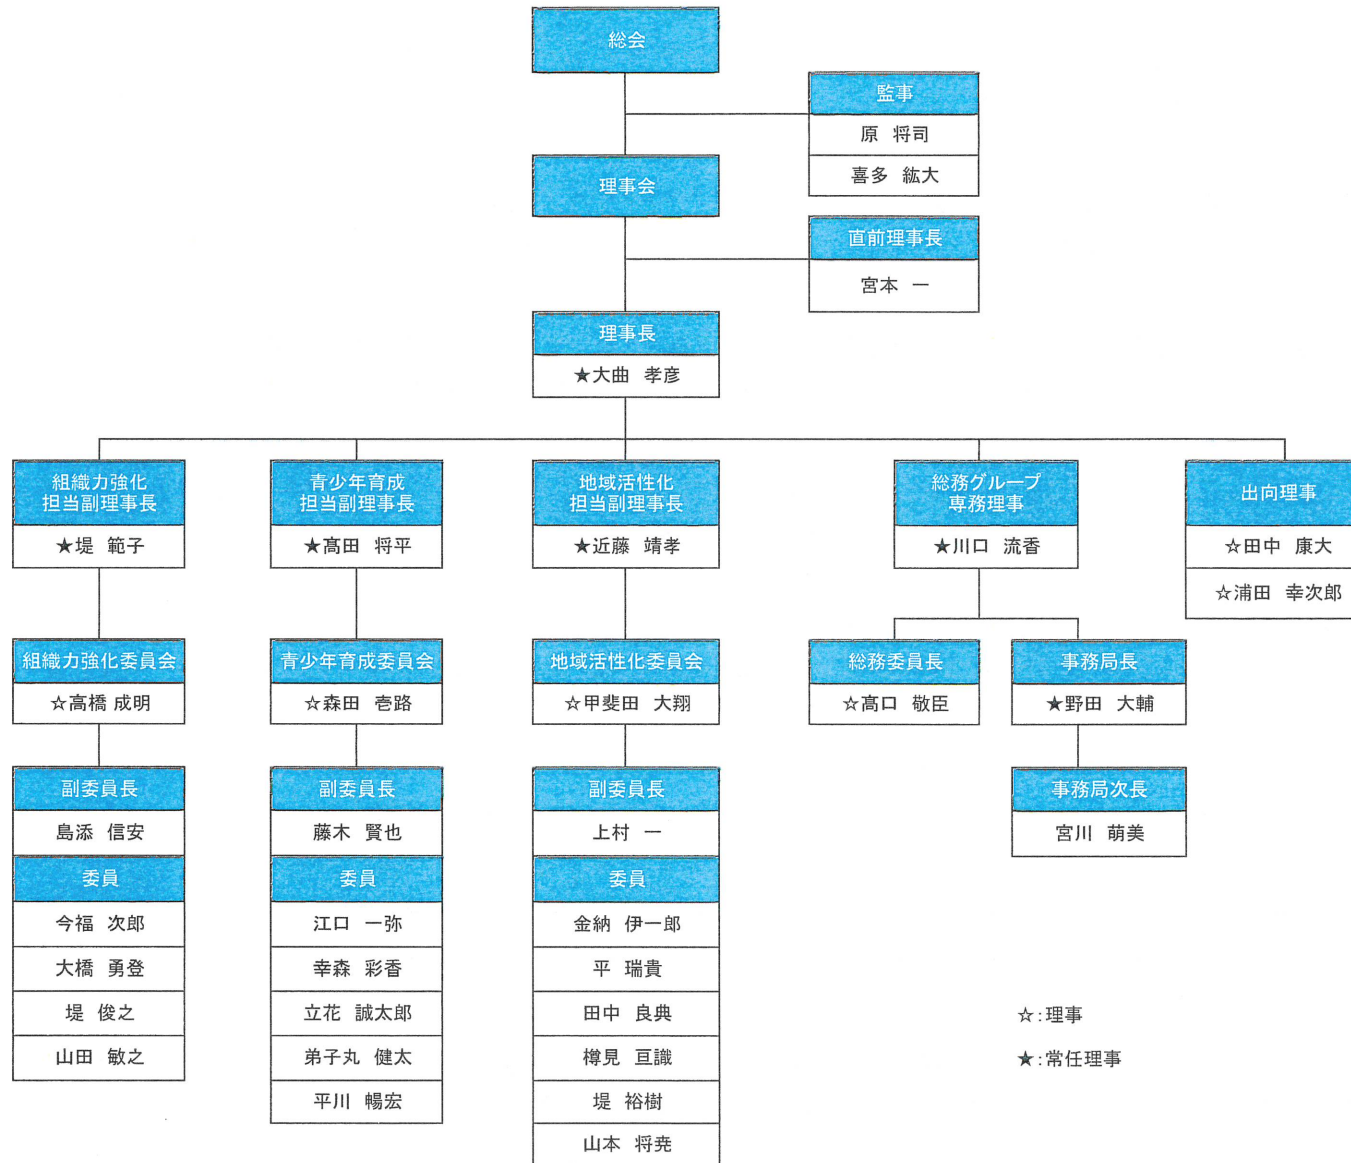 総会
監事
原 将司
喜多 紘大
理事会
直前理事長
宮本 一
理事長
★大曲 孝彦
組織力強化
担当副理事長
★堤 範子
青少年育成
担当副理事長
★髙田 将平
地域活性化
担当副理事長
★近藤 靖孝
総務グループ
専務理事
★川口 流香
出向理事
☆田中 康大
☆浦田 幸次郎
組織力強化委員会
☆高橋 成明
青少年育成委員会
☆森田 壱路
地域活性化委員会
☆甲斐田 大翔
総務委員長
☆髙口 敬臣
事務局長
★野田 大輔
副委員長
島添 信安
副委員長
藤木 賢也
副委員長
上村 一
事務局次長
宮川 萌美
委員
今福 次郎
大橋 勇登
堤 俊之
山田 敏之
委員
江口 一弥
幸森 彩香
立花 誠太郎
弟子丸 健太
平川 暢宏
委員
金納 伊一郎
平 瑞貴
田中 良典
樽見 亘識
堤 裕樹
山本 将尭
☆:理事
★:常任理事